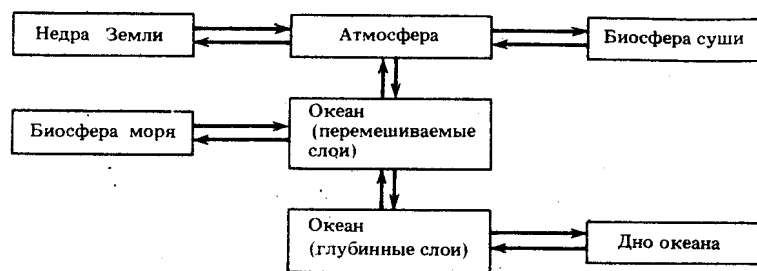 Недра Земли
Атмосфера
Биосфера суши
Океан
(перемешиваемые
слои)
Биосфера моря
Океан
(глубинные слои)
Дно океана